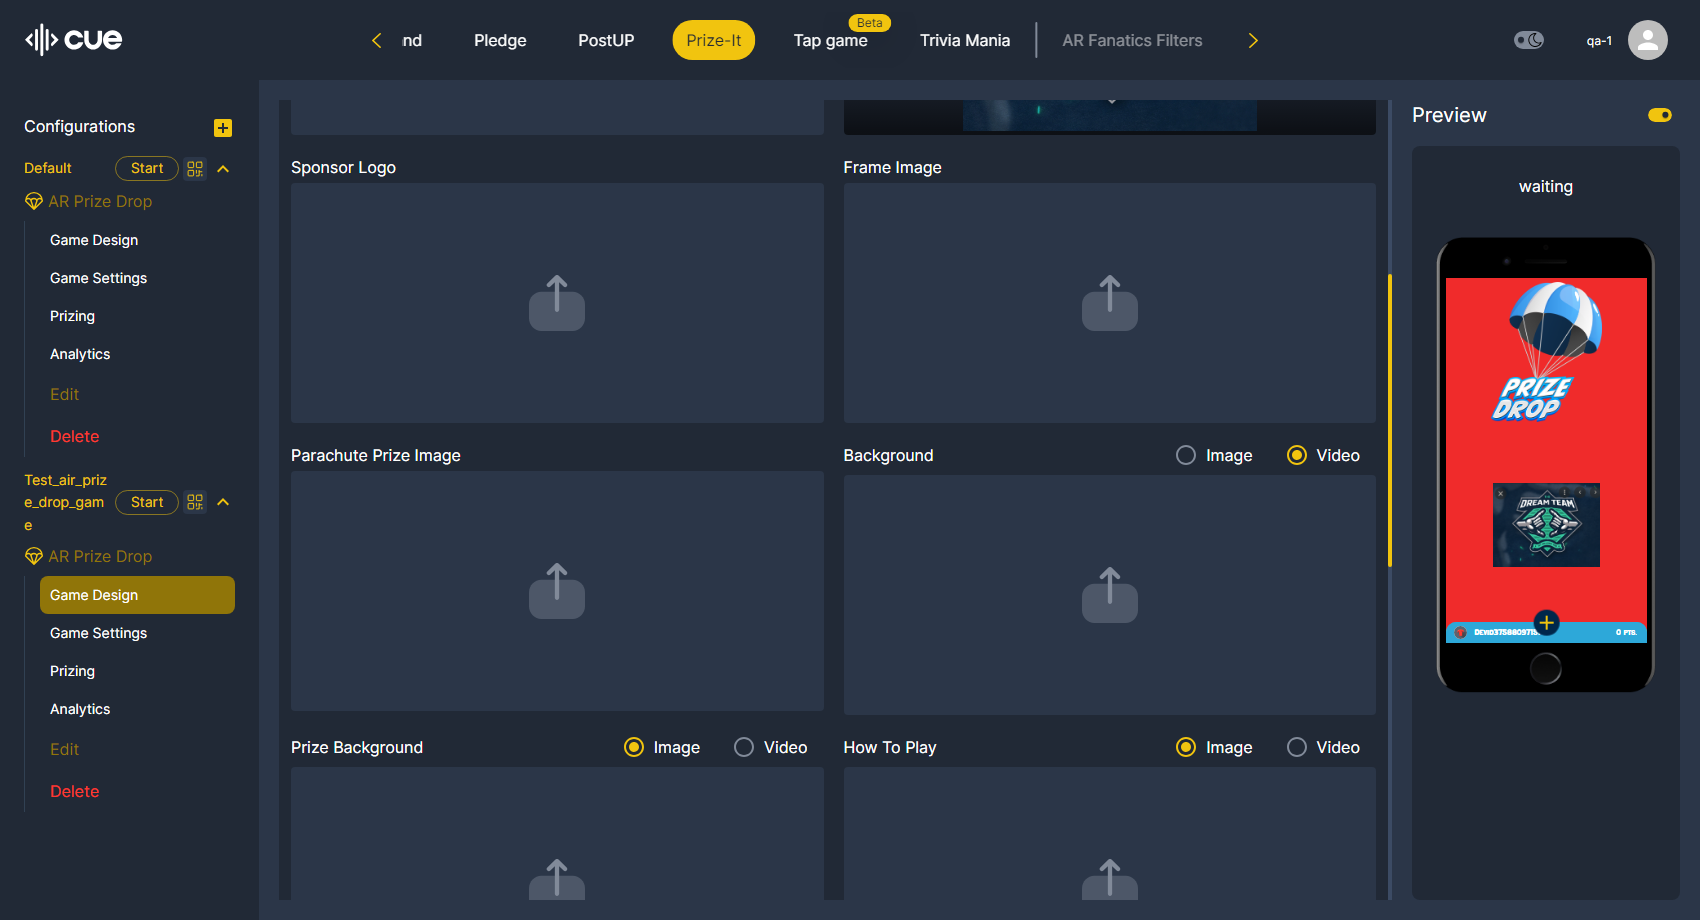 cue
nd
Pledge
PostUP
Prize-It
Beta
Tap game
Trivia Mania
AR Fanatics Filters
qa-1
Configurations
Default
Start
AR Prize Drop
Game Design
Game Settings
Prizing
Analytics
Edit
Delete
Test_air_priz
e_drop_gam
e
Start
AR Prize Drop
Game Design
Game Settings
Prizing
Analytics
Edit
Delete
Sponsor Logo
Frame Image
Parachute Prize Image
Background
Image
Video
Prize Background
Image
Video
How To Play
Image
Video
Preview
waiting
PRIZE
DROP
DREAM TEAM
0 PTS.